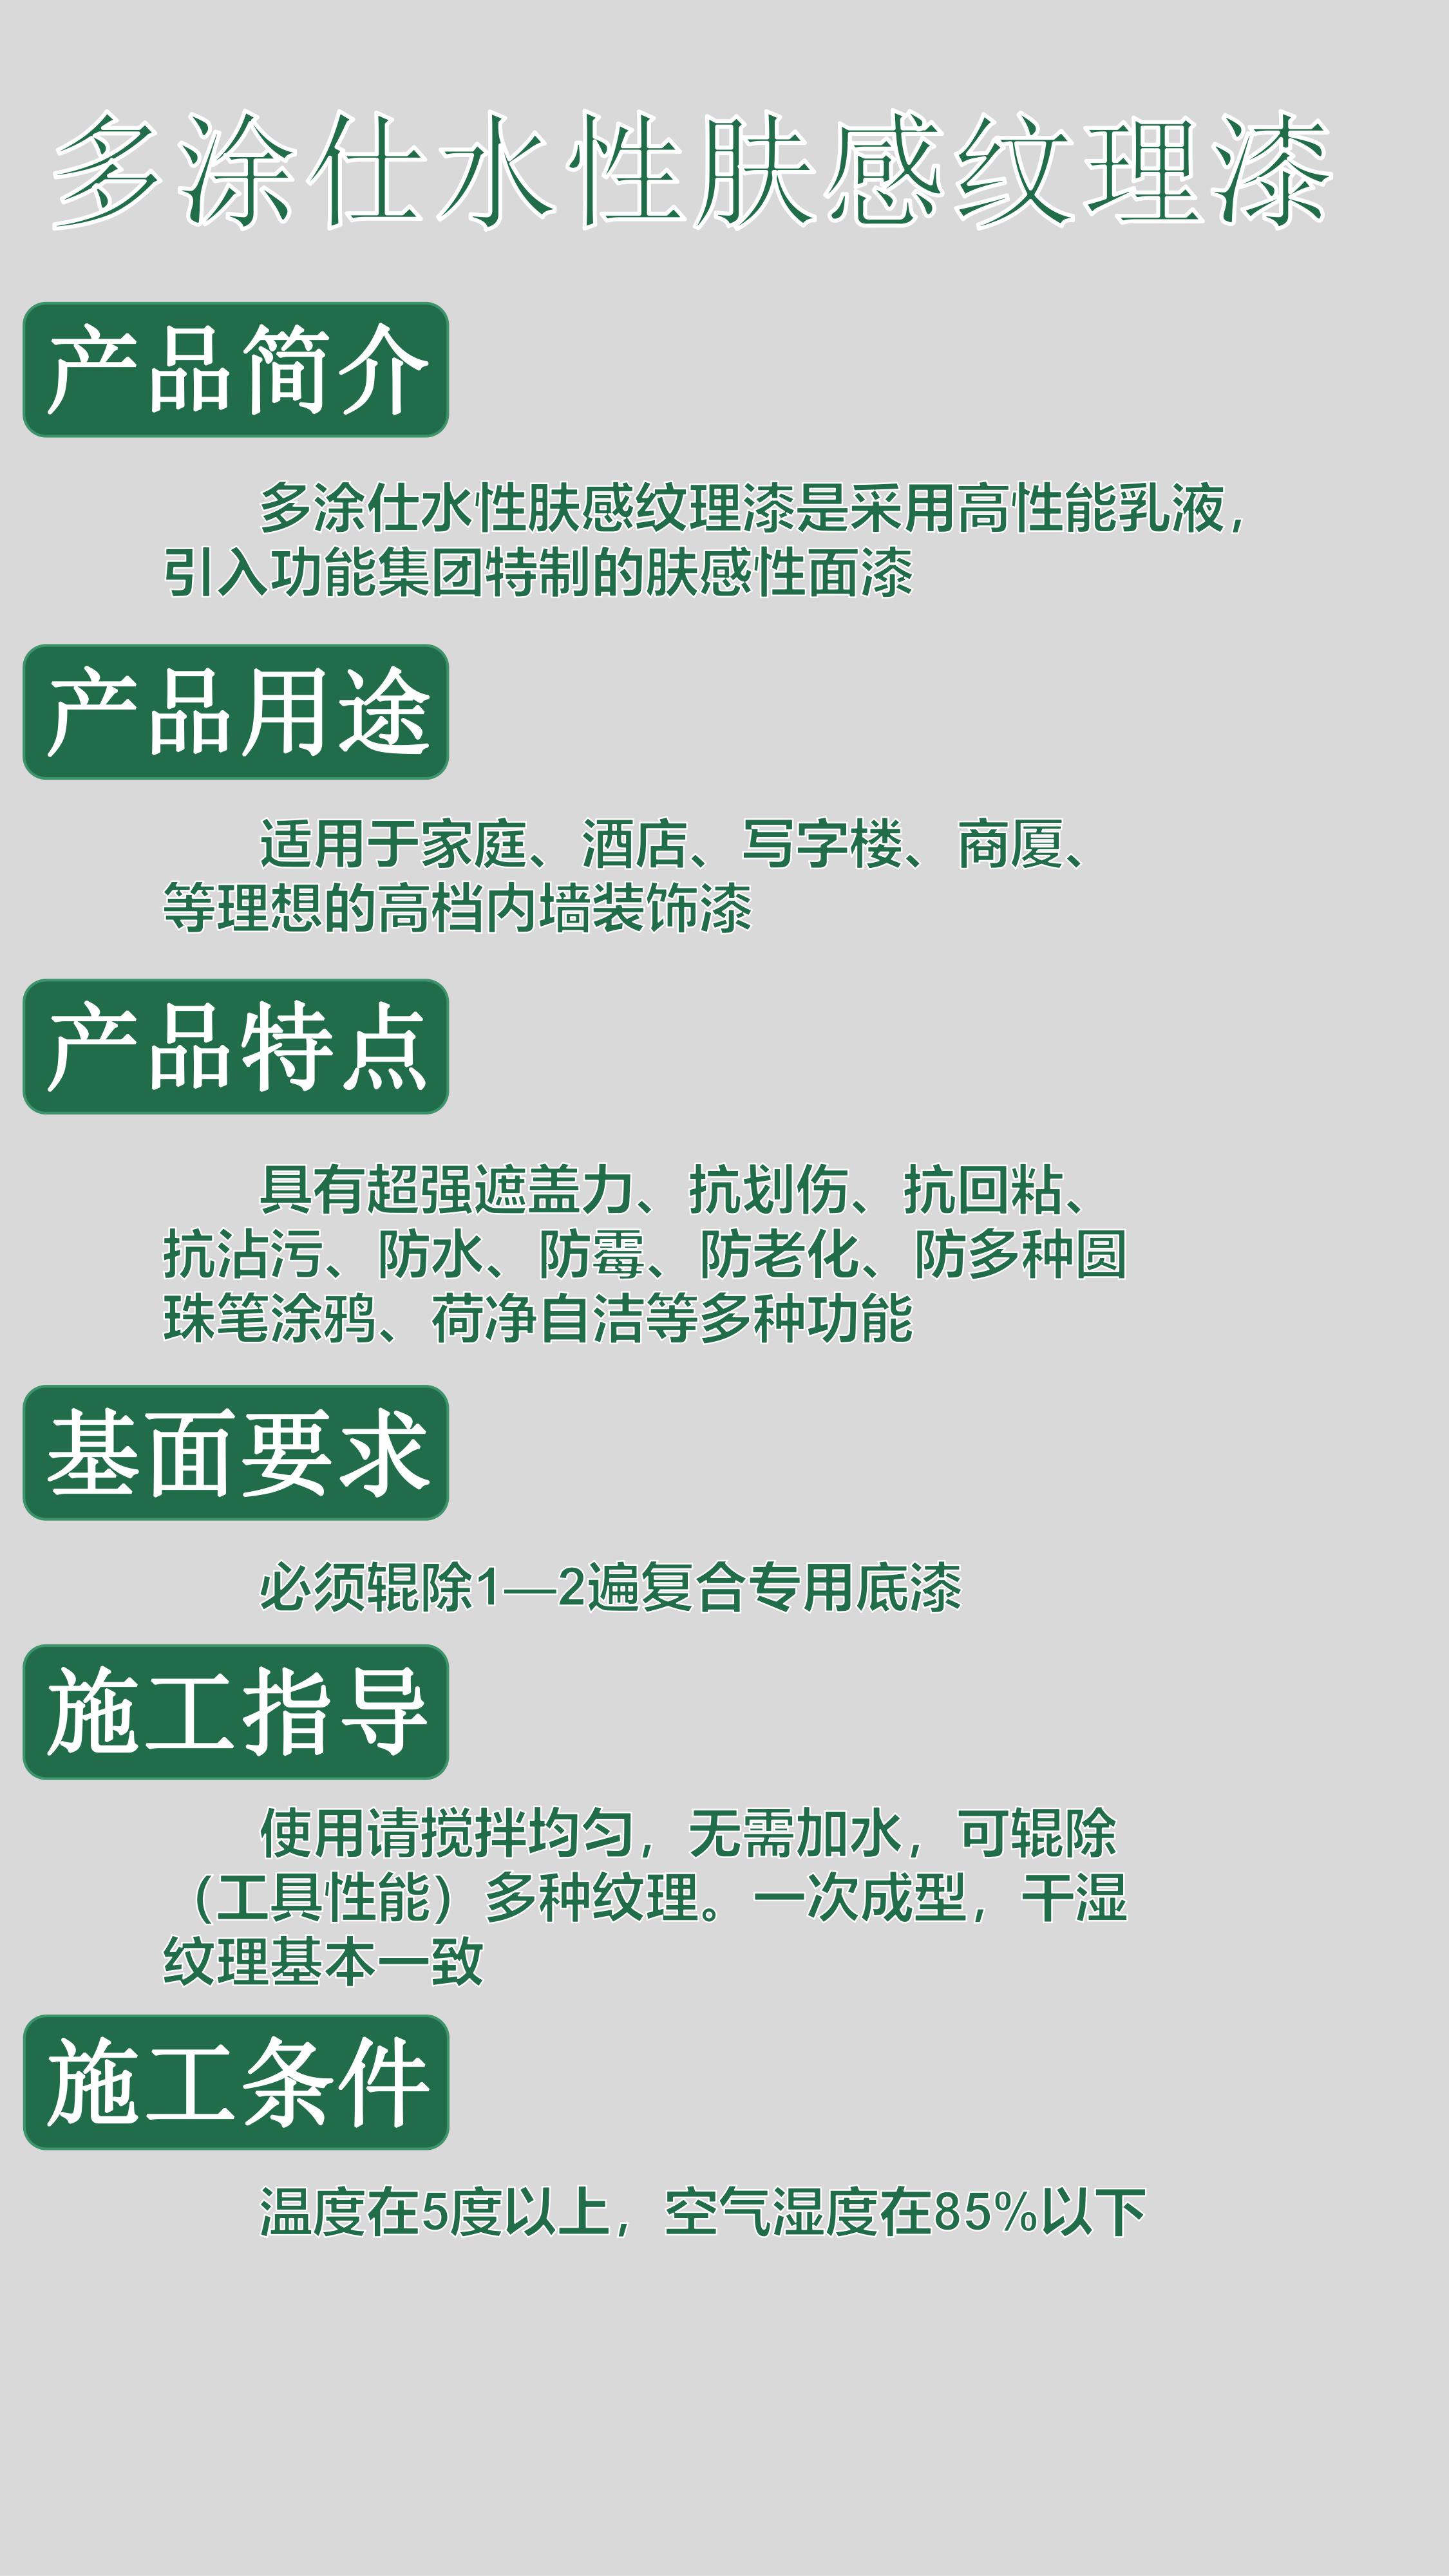 多涂仕水性肤感纹理漆
产品简介
多涂仕水性肤感纹理漆是采用高性能乳液，
引入功能集团特制的肤感性面漆
产品用途
适用于家庭、酒店、写字楼、商厦、
等理想的高档内墙装饰漆
产品特点
具有超强遮盖力、抗划伤、抗回粘、
抗沾污、防水、防霉、防老化、防多种圆
珠笔涂鸦、荷净自洁等多种功能
基面要求
必须辊除1—2遍复合专用底漆
施工指导
使用请搅拌均匀，无需加水，可辊除
（工具性能）多种纹理。一次成型，干湿
纹理基本一致
施工条件
温度在5度以上，空气湿度在85%以下